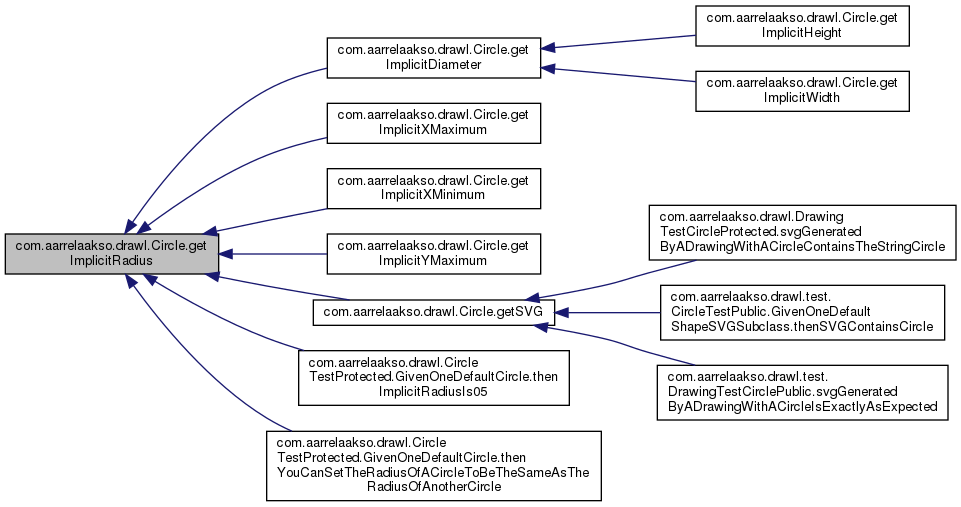 com.aarrelaakso.drawl.Circle.get
ImplicitRadius
com.aarrelaakso.drawl.Circle.get
ImplicitDiameter
com.aarrelaakso.drawl.Circle.get
ImplicitHeight
com.aarrelaakso.drawl.Circle.get
ImplicitWidth
com.aarrelaakso.drawl.Circle.get
ImplicitXMaximum
com.aarrelaakso.drawl.Circle.get
ImplicitXMinimum
com.aarrelaakso.drawl.Circle.get
ImplicitYMaximum
com.aarrelaakso.drawl.Circle.getSVG
com.aarrelaakso.drawl.Drawing
TestCircleProtected.svgGenerated
ByADrawingWithACircleContainsTheStringCircle
com.aarrelaakso.drawl.test.
CircleTestPublic.GivenOneDefault
ShapeSVGSubclass.thenSVGContainsCircle
com.aarrelaakso.drawl.test.
DrawingTestCirclePublic.svgGenerated
ByADrawingWithACircleIsExactlyAsExpected
com.aarrelaakso.drawl.Circle
TestProtected.GivenOneDefaultCircle.then
ImplicitRadiusIs05
com.aarrelaakso.drawl.Circle
TestProtected.GivenOneDefaultCircle.then
YouCanSetTheRadiusOfACircleToBeTheSameAsThe
RadiusOfAnotherCircle